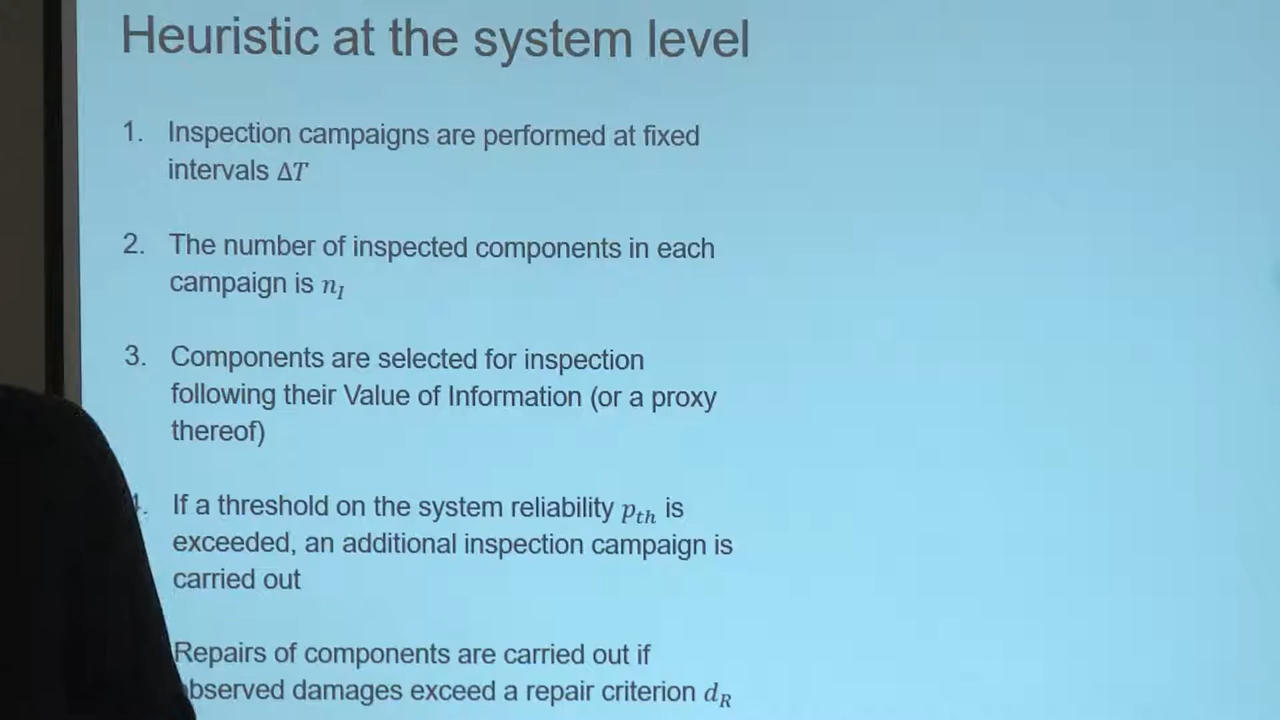 Heuristic at the system level
1. Inspection campaigns are performed at fixed
intervals ΔT
2. The number of inspected components in each
campaign is n_I
3. Components are selected for inspection
following their Value of Information (or a proxy
thereof)
If a threshold on the system reliability p_th is
exceeded, an additional inspection campaign is
carried out
Repairs of components are carried out if
bserved damages exceed a repair criterion d_R